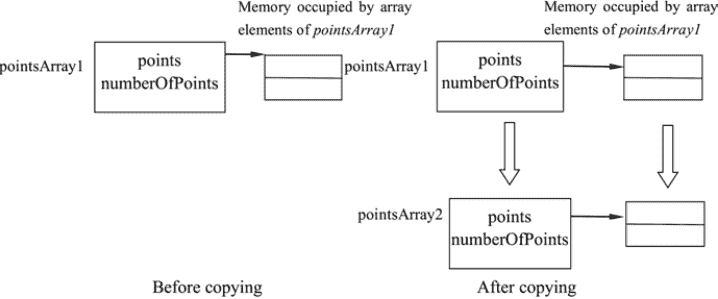 Memory occupied by array
elements of pointsArray1
pointsArray1
points
numberOfPoints
Before copying
Memory occupied by array
elements of pointsArray1
pointsArray1
points
numberOfPoints
pointsArray2
points
numberOfPoints
After copying